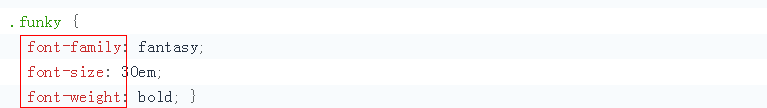 .funky {
font-family: fantasy;
font-size: 30em;
font-weight: bold; }